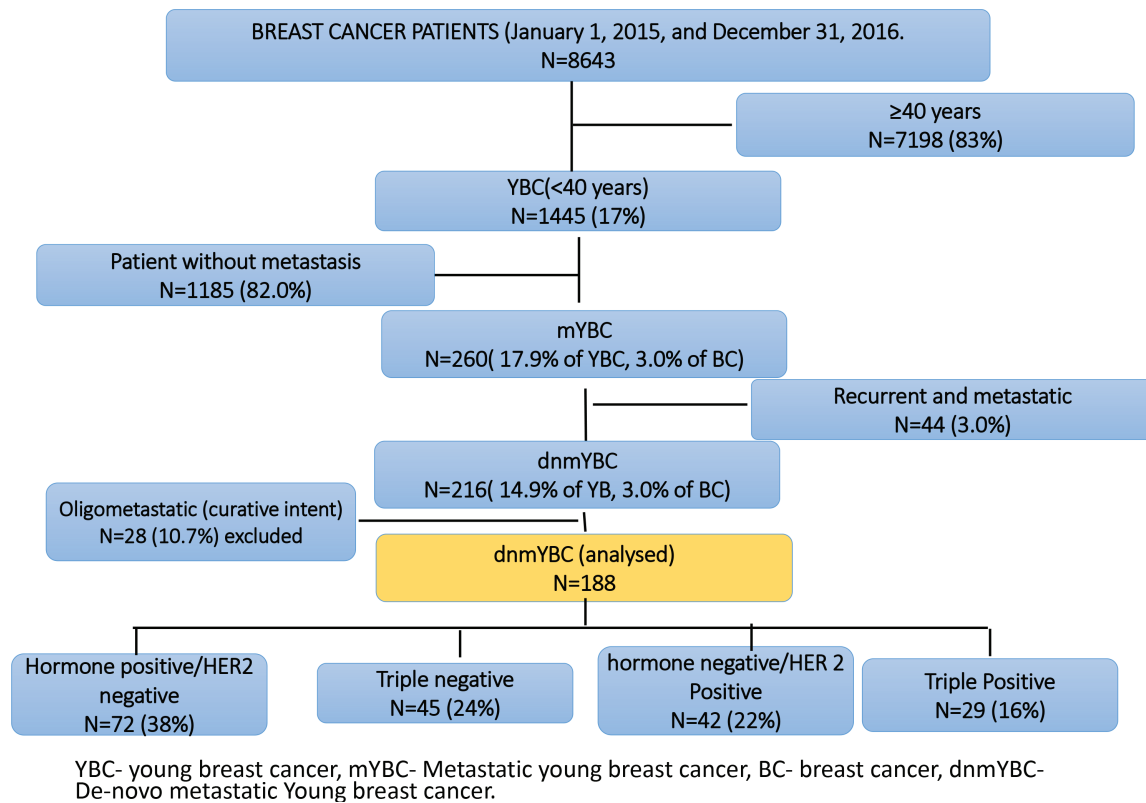 BREAST CANCER PATIENTS (January 1, 2015, and December 31, 2016.
N=8643
≥40 years
N=7198 (83%)
YBC(<40 years)
N=1445 (17%)
Patient without metastasis
N=1185 (82.0%)
mYBC
N=260( 17.9% of YBC, 3.0% of BC)
Recurrent and metastatic
N=44 (3.0%)
dnmYBC
N=216( 14.9% of YB, 3.0% of BC)
Oligometastatic (curative intent)
N=28 (10.7%) excluded
dnmYBC (analysed)
N=188
Hormone positive/HER2
negative
N=72 (38%)
Triple negative
N=45 (24%)
hormone negative/HER 2
Positive
N=42 (22%)
Triple Positive
N=29 (16%)
YBC- young breast cancer, mYBC- Metastatic young breast cancer, BC- breast cancer, dnmYBC-
De-novo metastatic Young breast cancer.